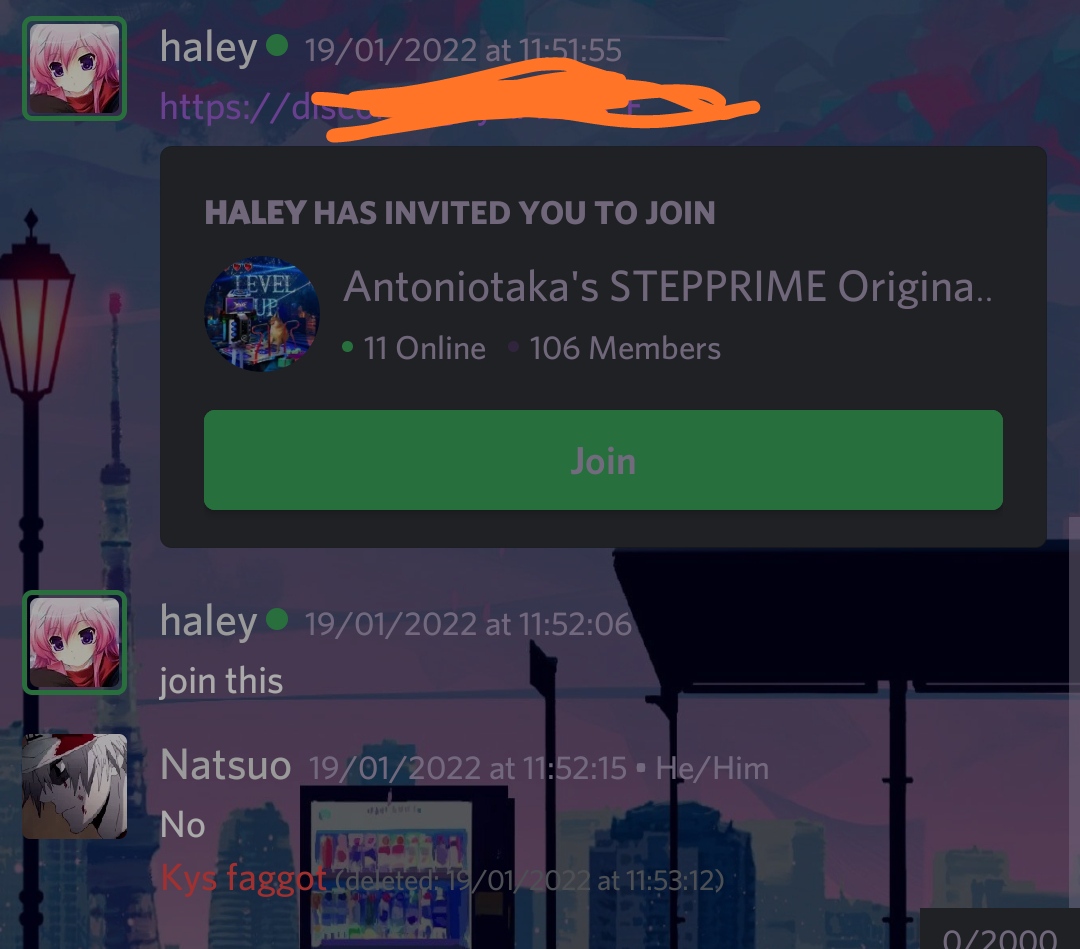 haley 19/01/2022 at 11:51:55
https://disco
HALEY HAS INVITED YOU TO JOIN
LEVEL
UP
Antoniotaka's STEPPRIME Origina..
11 Online 106 Members
Join
haley 19/01/2022 at 11:52:06
join this
Natsuo 19/01/2022 at 11:52:15 • He/Him
No
Kys faggot (deleted: 19/01/2022 at 11:53:12)
0/2000